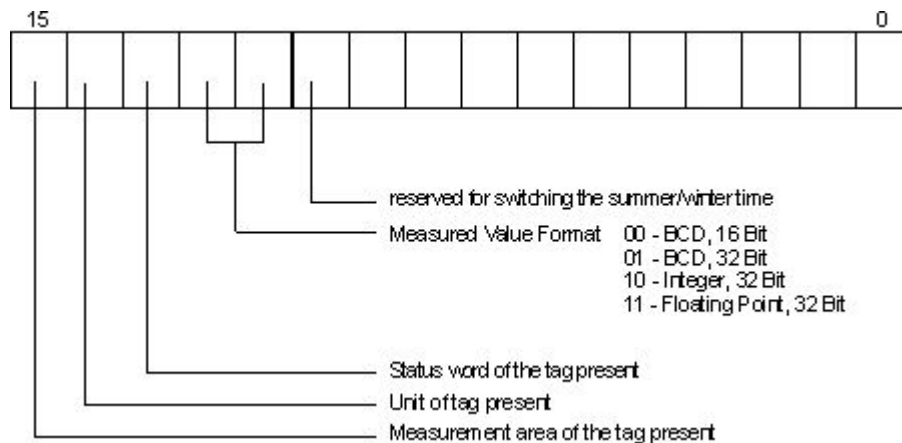 15 0
reserved for switching the summer/winter time
Measured Value Format 00 - BCD, 16 Bit
01 - BCD, 32 Bit
10 - Integer, 32 Bit
11 - Floating Point, 32 Bit
Status word of the tag present
Unit of tag present
Measurement area of the tag present